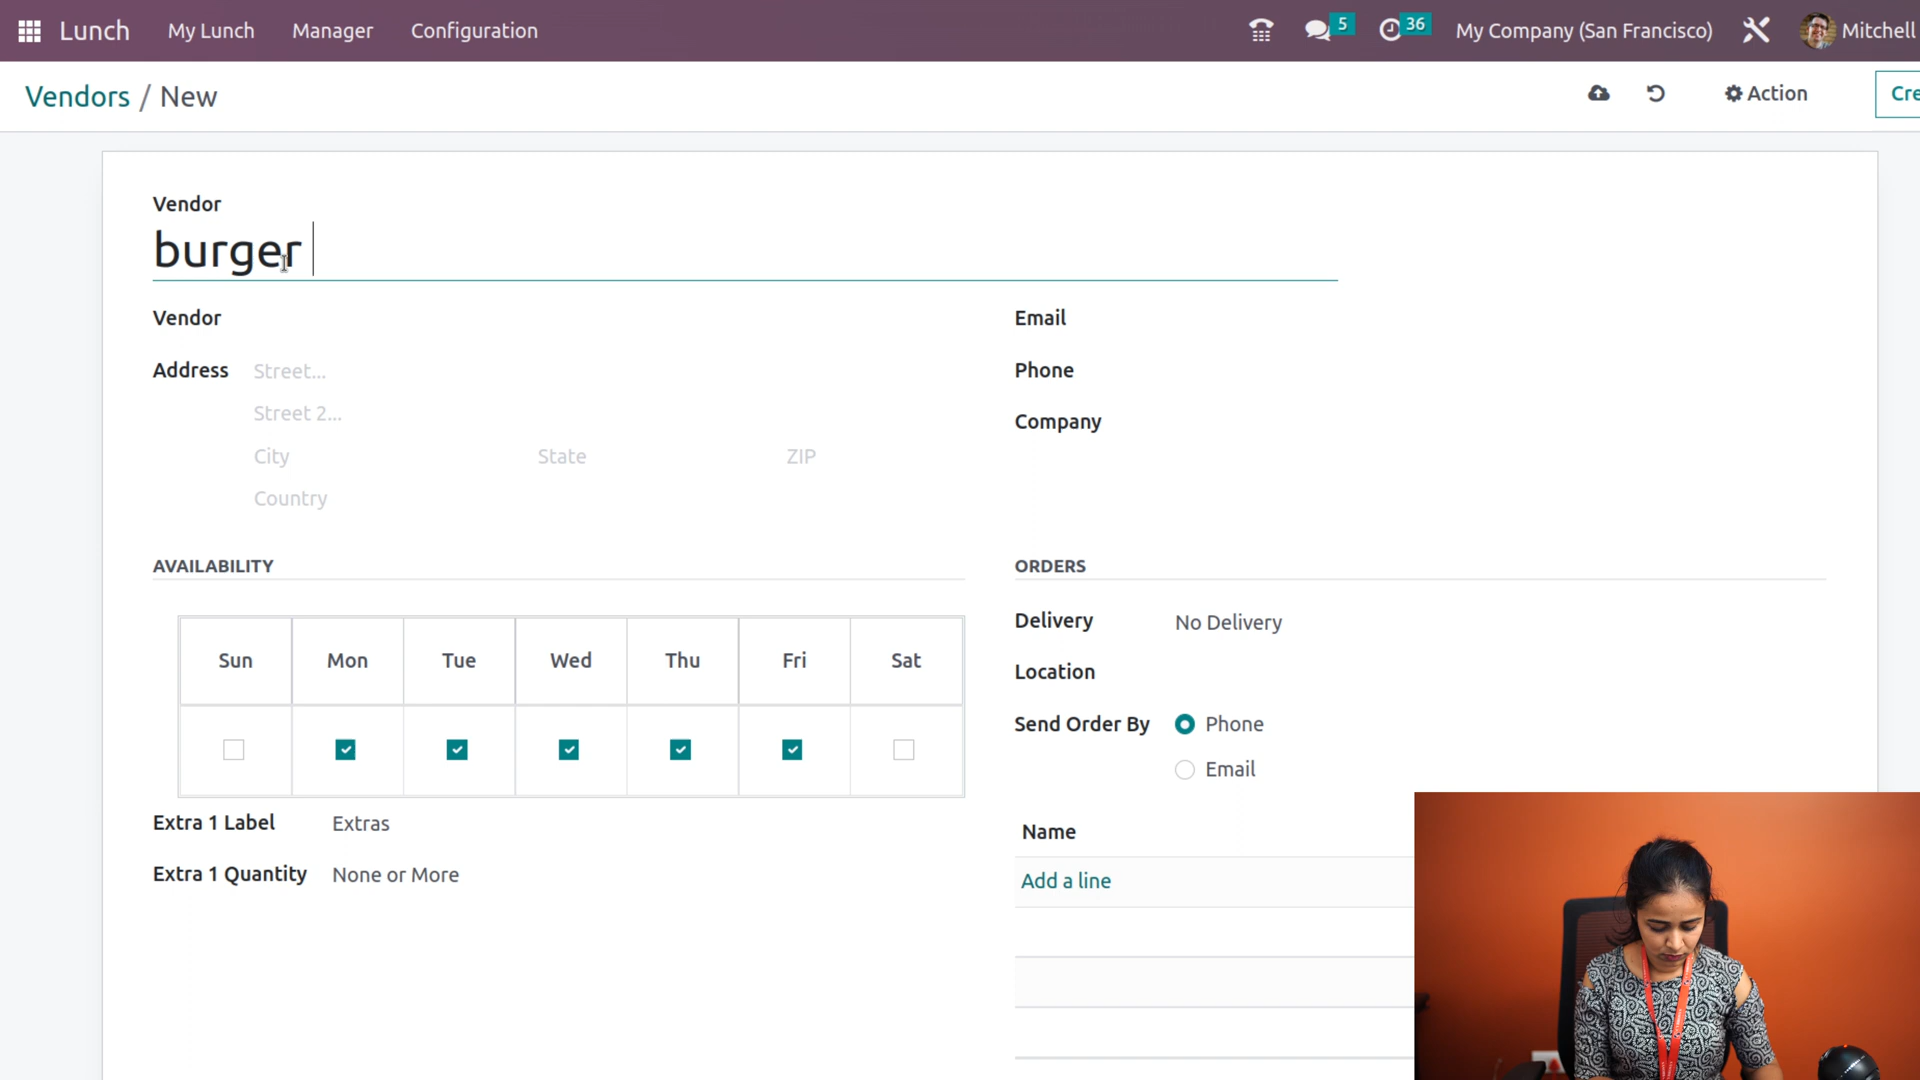 Lunch My Lunch Manager Configuration 5 36 My Company (San Francisco) Mitchell
Vendors / New Action Cre
Vendor
burger
Vendor
Email
Address Street...
Phone
Street 2...
Company
City State ZIP
Country
AVAILABILITY
ORDERS
Delivery No Delivery
Sun Mon Tue Wed Thu Fri Sat
Location
Send Order By Phone
Email
Extra 1 Label Extras
Name
Extra 1 Quantity None or More
Add a line